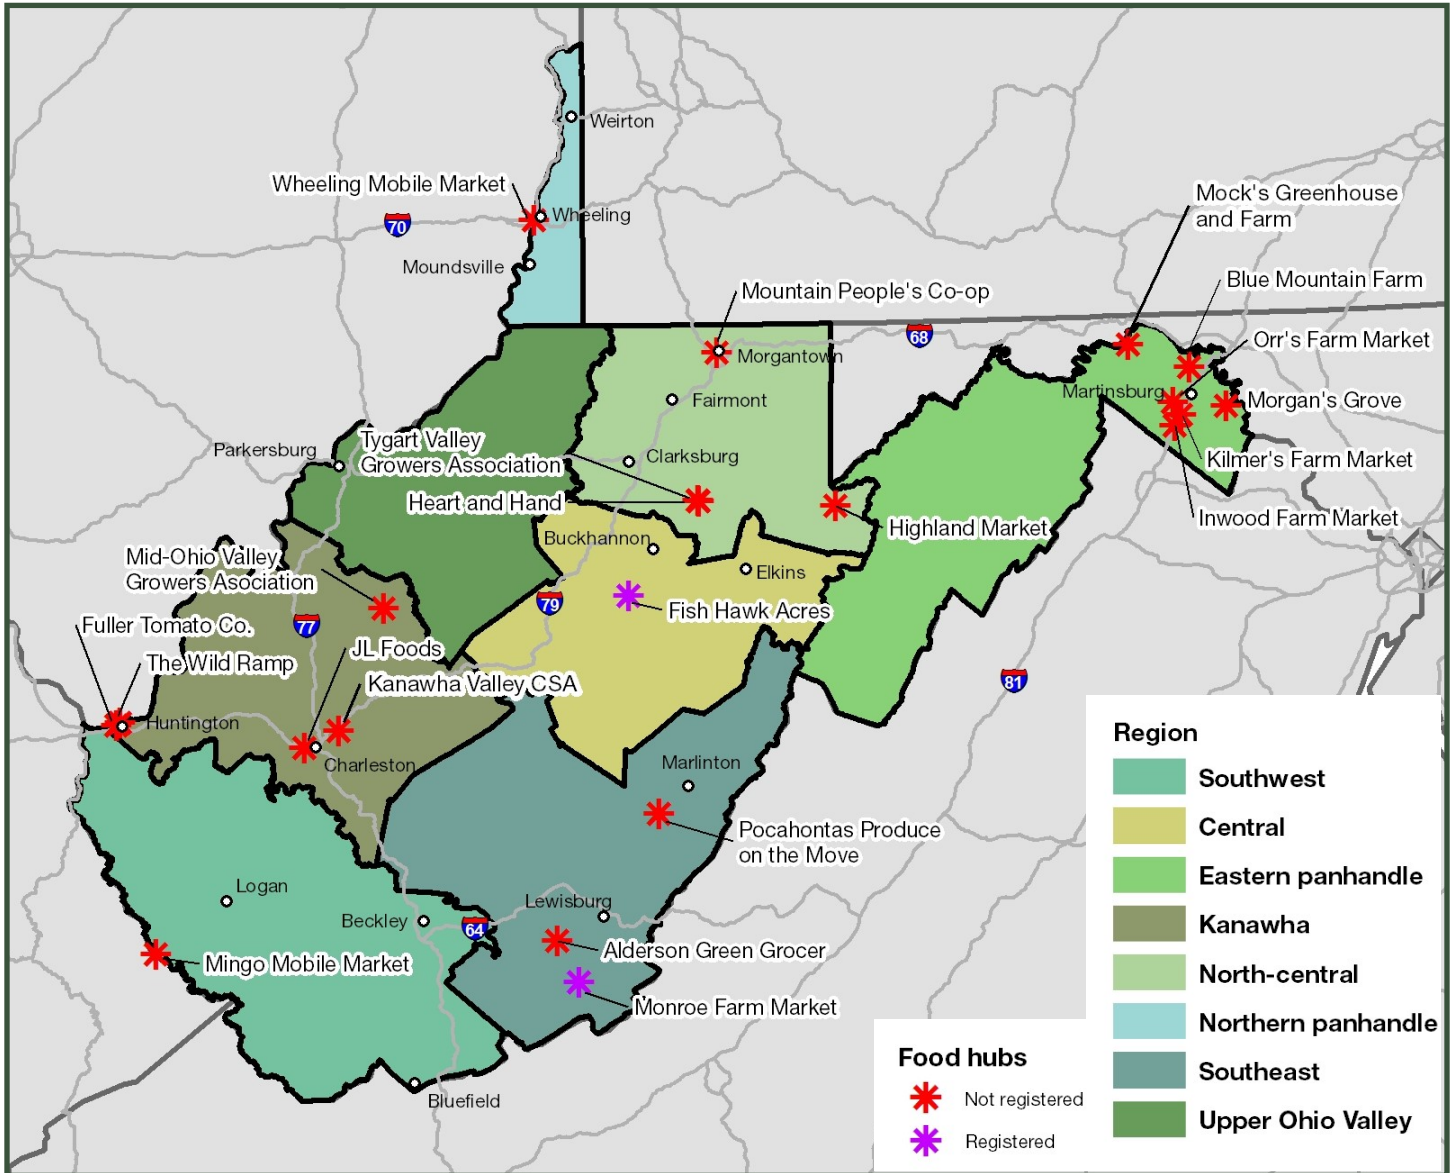 Weirton
Wheeling Mobile Market
Wheeling
70
Moundsville
Mock's Greenhouse
and Farm
Blue Mountain Farm
Mountain People's Co-op
68
Orr's Farm Market
Morgantown
Martinsburg
Morgan's Grove
Fairmont
Kilmer's Farm Market
Inwood Farm Market
Parkersburg
Tygart Valley
Growers Association
Clarksburg
Heart and Hand
Highland Market
Buckhannon
Elkins
Mid-Ohio Valley
Growers Asociation
79
Fish Hawk Acres
77
Fuller Tomato Co.
The Wild Ramp
JL Foods
Kanawha Valley CSA
81
Huntington
Charleston
Marlinton
Pocahontas Produce
on the Move
Logan
Beckley
64
Lewisburg
Alderson Green Grocer
Mingo Mobile Market
Monroe Farm Market
Bluefield
Food hubs
Not registered
Registered
Region
Southwest
Central
Eastern panhandle
Kanawha
North-central
Northern panhandle
Southeast
Upper Ohio Valley